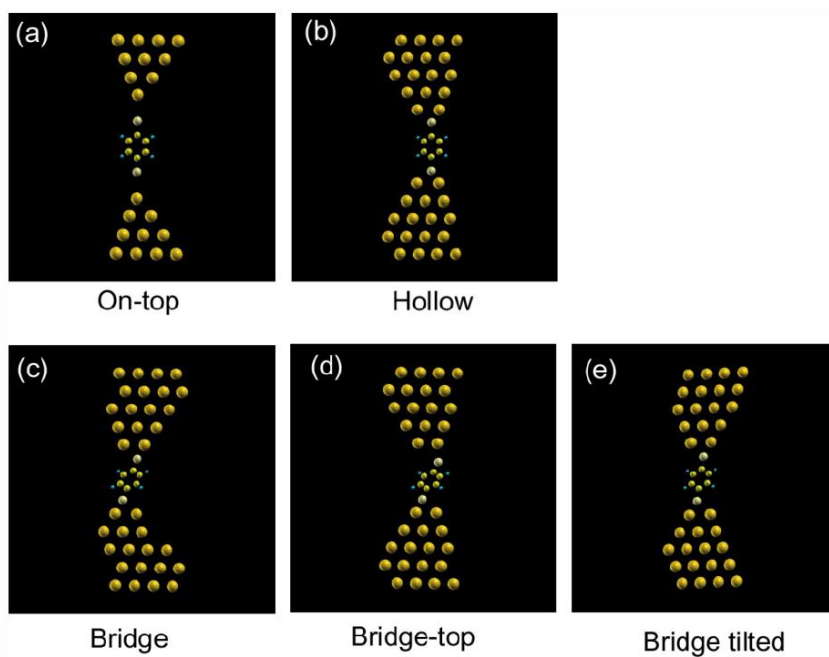 (a)
(b)
On-top
Hollow
(c)
(d)
(e)
Bridge
Bridge-top
Bridge tilted